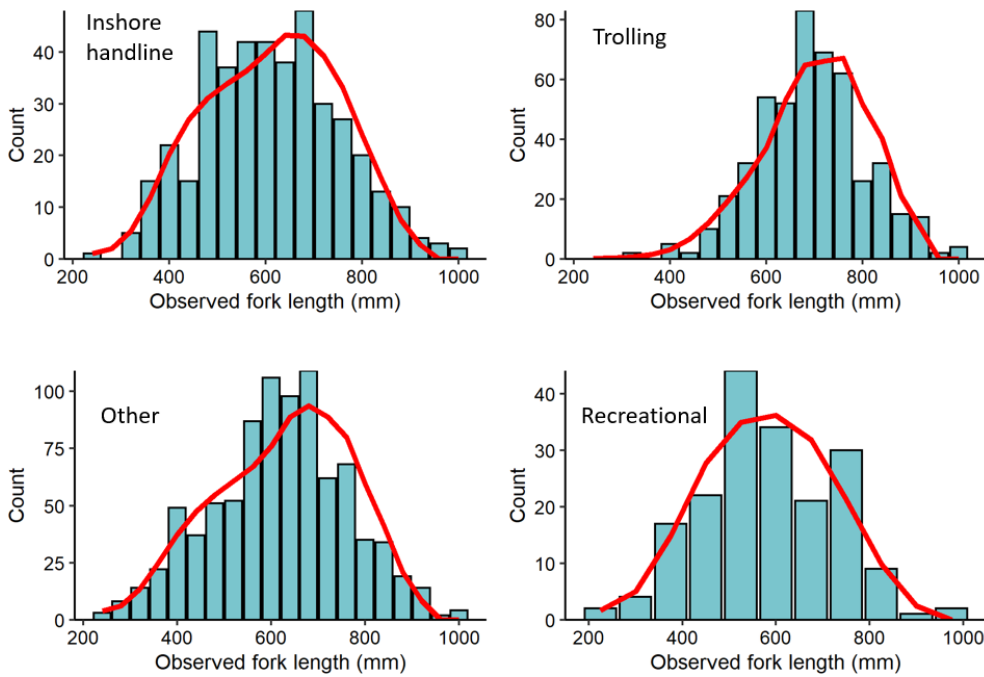 Inshore
handline
Count
0
10
20
30
40
200 400 600 800 1000
Observed fork length (mm)
Trolling
Count
0
20
40
60
80
200 400 600 800 1000
Observed fork length (mm)
Other
Count
0
25
50
75
100
200 400 600 800 1000
Observed fork length (mm)
Recreational
Count
0
10
20
30
40
200 400 600 800 1000
Observed fork length (mm)